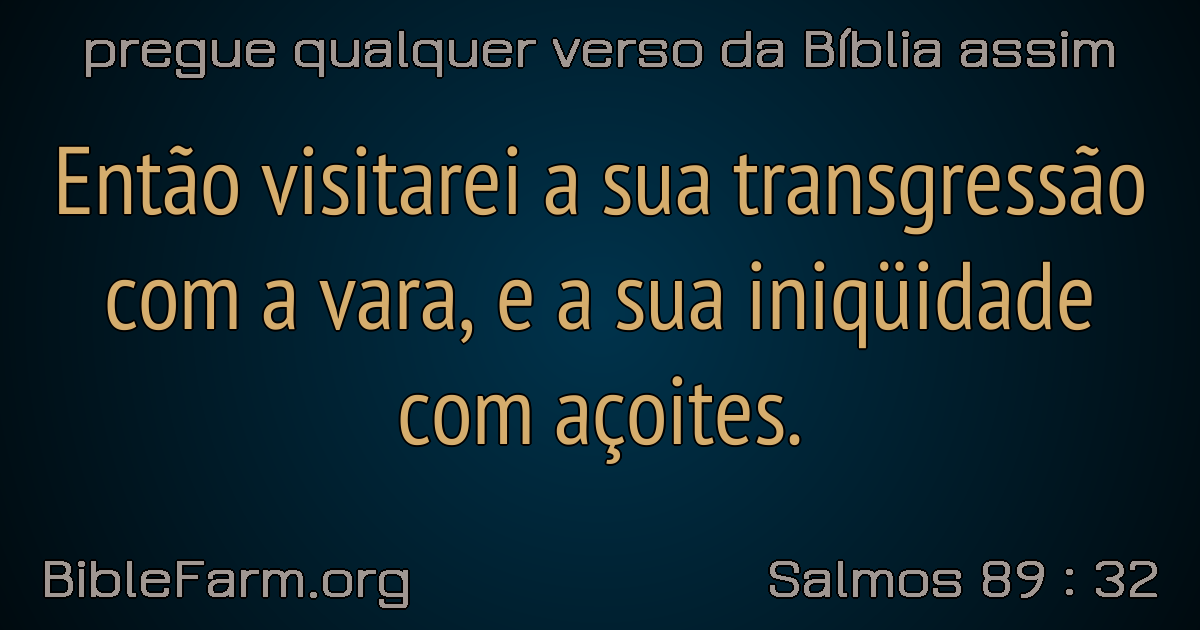 pregue qualquer verso da Bíblia assim
Então visitarei a sua transgressão
com a vara, e a sua iniqüidade
com açoites.
BibleFarm.org
Salmos 89 : 32